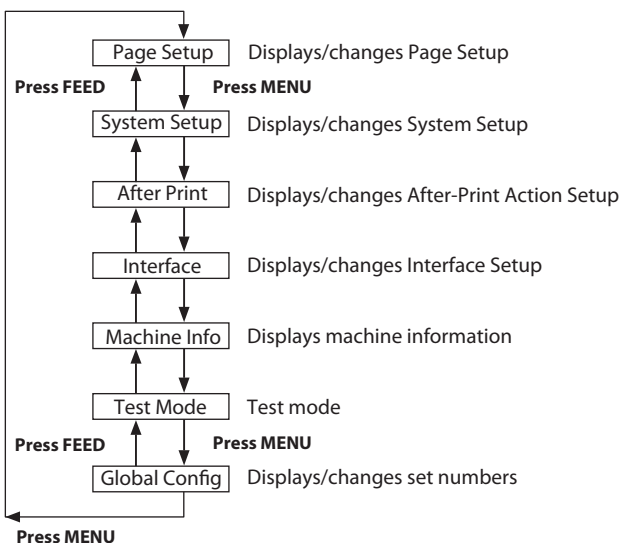 Page Setup Displays/changes Page Setup
Press FEED Press MENU
System Setup Displays/changes System Setup
After Print Displays/changes After-Print Action Setup
Interface Displays/changes Interface Setup
Machine Info Displays machine information
Test Mode Test mode
Press FEED Press MENU
Global Config Displays/changes set numbers
Press MENU